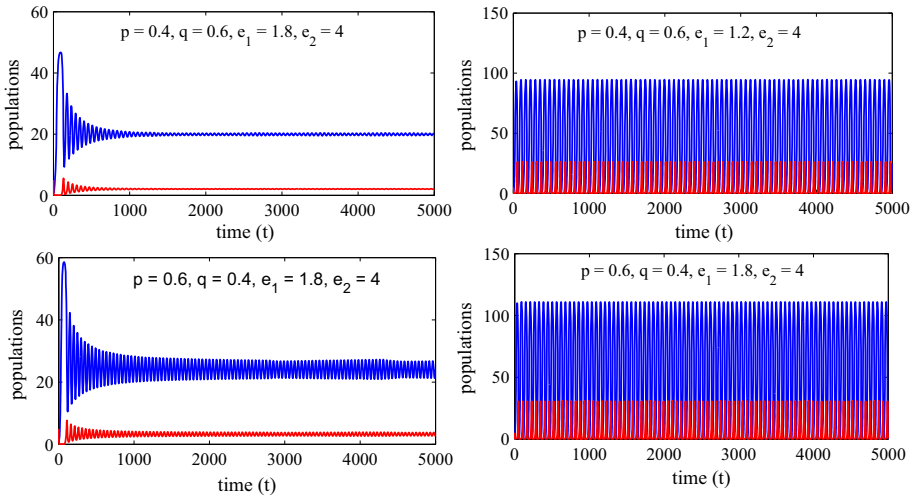 p = 0.4, q = 0.6, e1 = 1.8, e2 = 4
populations
60
40
20
0
0 1000 2000 3000 4000 5000
time (t)
p = 0.4, q = 0.6, e1 = 1.2, e2 = 4
populations
150
100
50
0
0 1000 2000 3000 4000 5000
time (t)
p = 0.6, q = 0.4, e1 = 1.8, e2 = 4
populations
60
40
20
0
0 1000 2000 3000 4000 5000
time (t)
p = 0.6, q = 0.4, e1 = 1.8, e2 = 4
populations
150
100
50
0
0 1000 2000 3000 4000 5000
time (t)